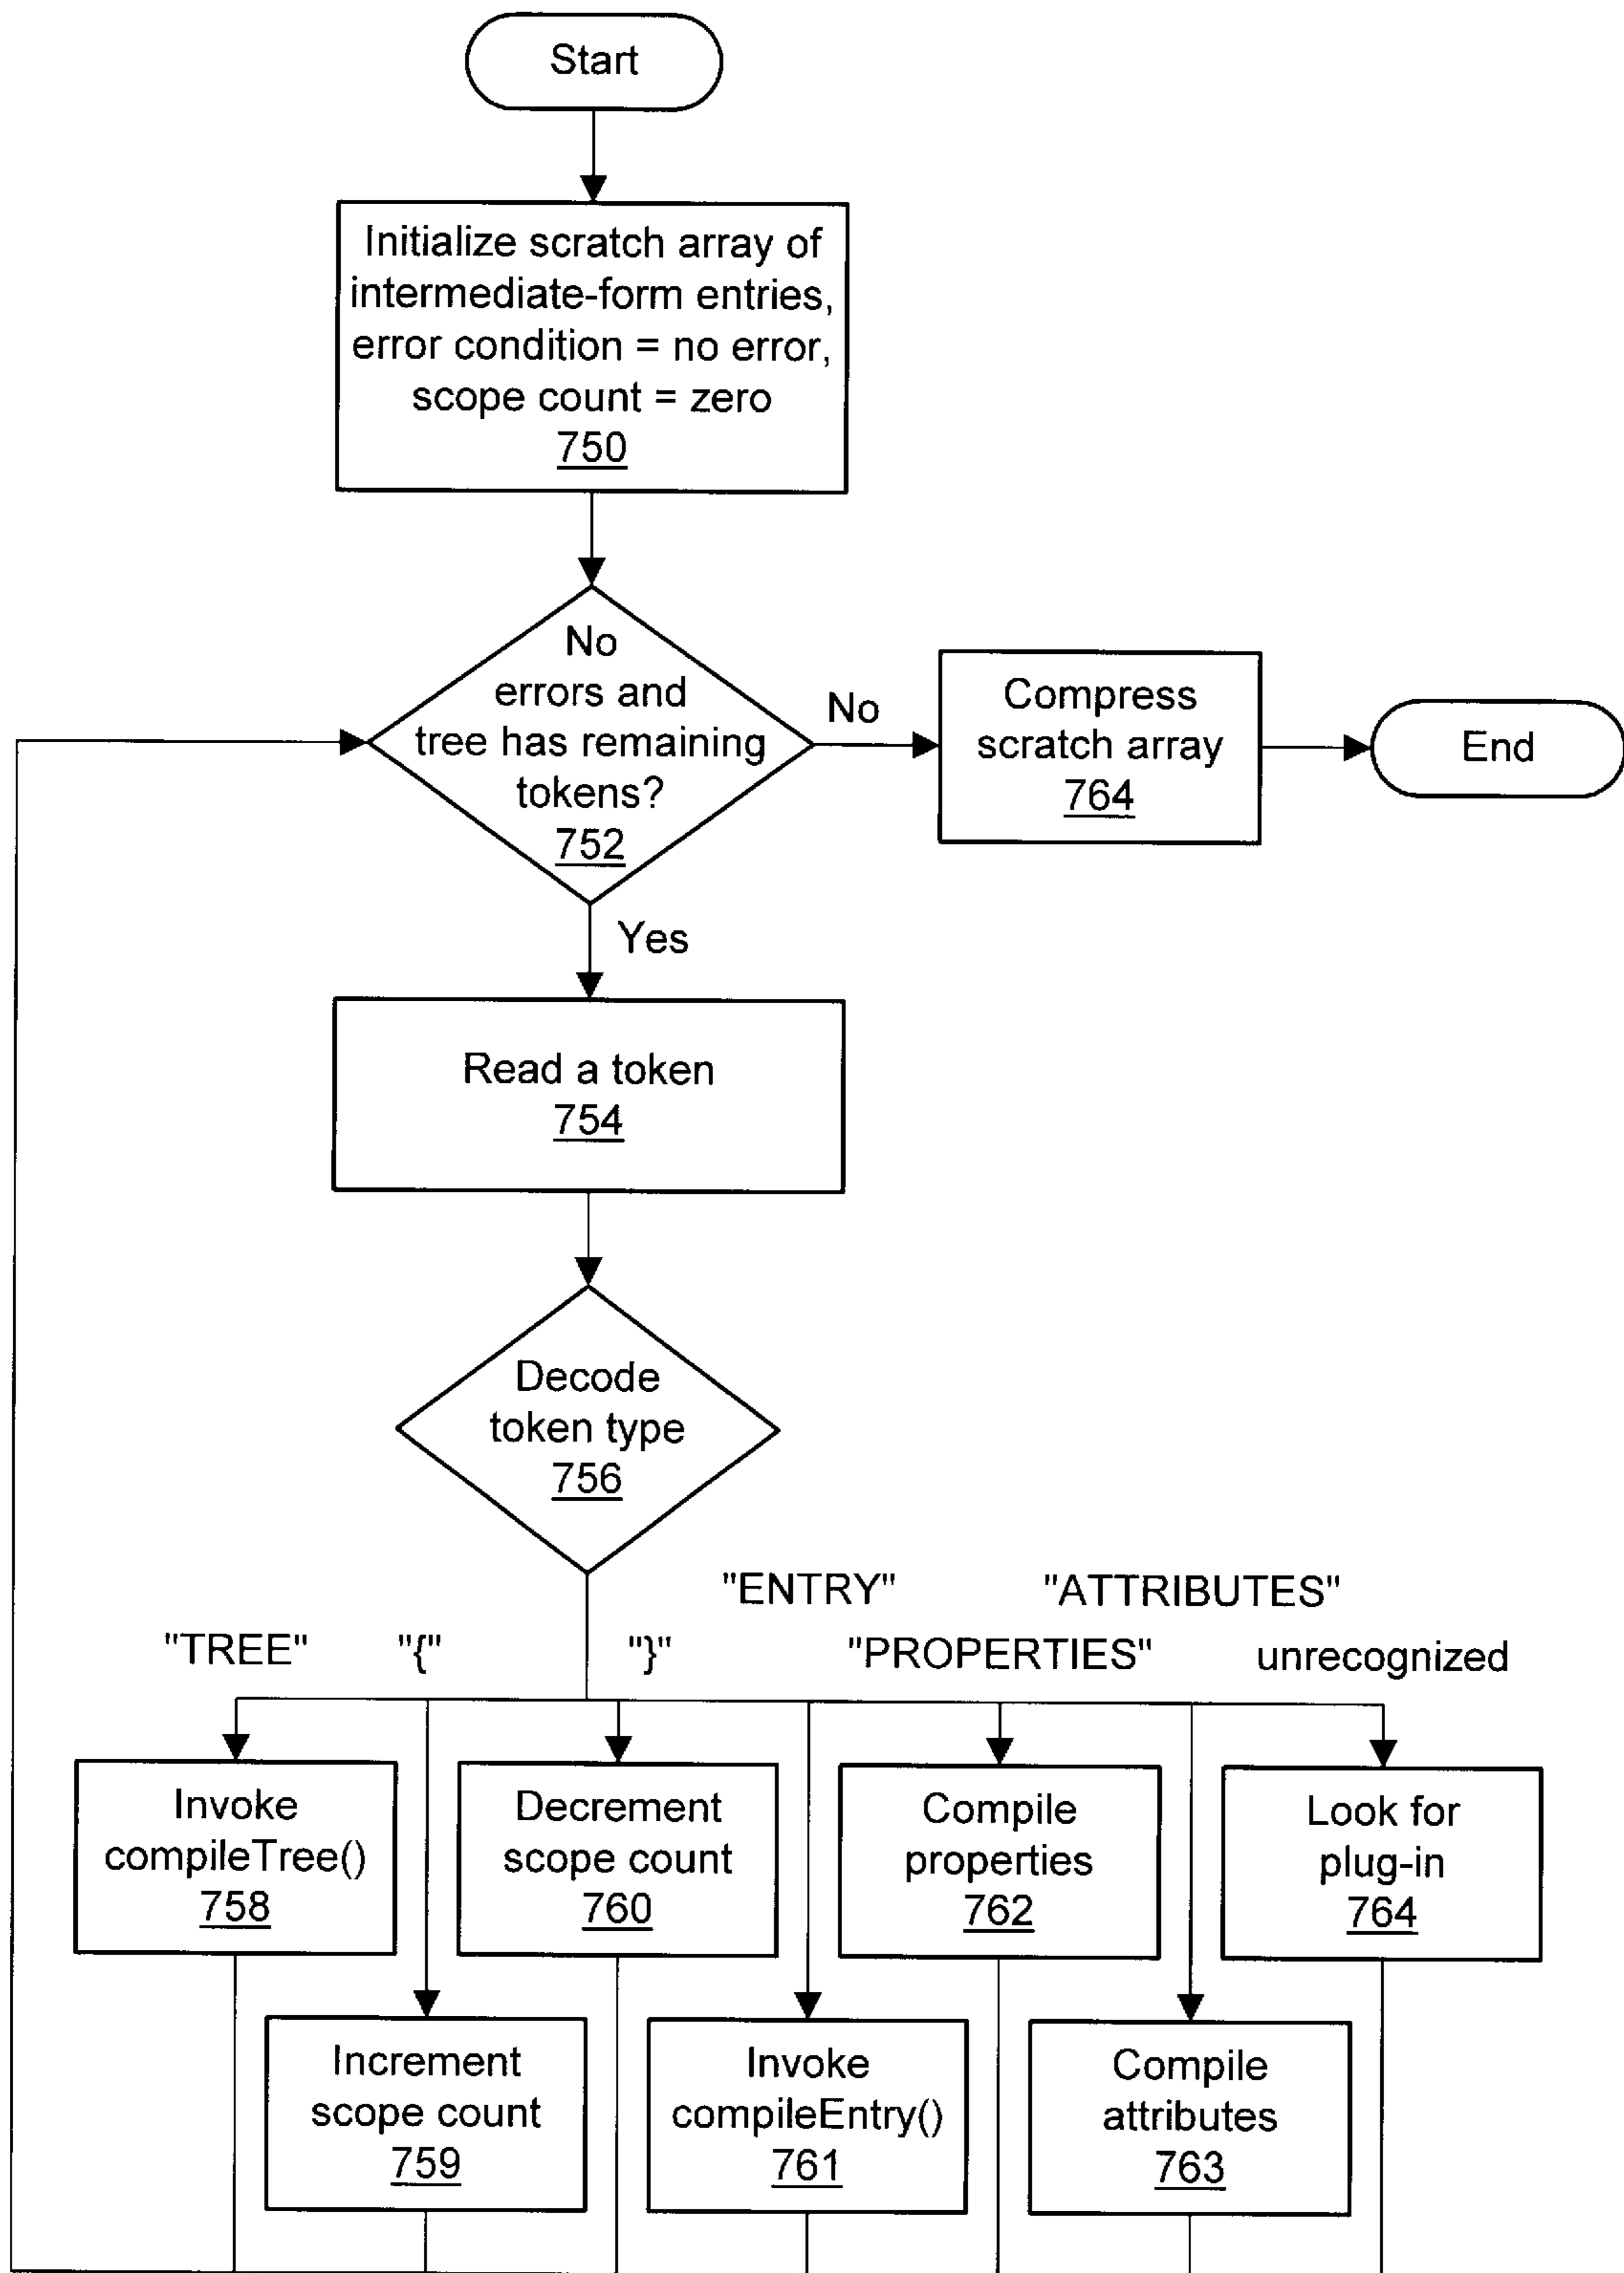 Start
Initialize scratch array of
intermediate-form entries,
error condition = no error,
scope count = zero
750
No
errors and
tree has remaining
tokens?
752
No
Compress
scratch array
764
End
Yes
Read a token
754
Decode
token type
756
"ENTRY"
"ATTRIBUTES"
"TREE"
"{"
"}"
"PROPERTIES"
unrecognized
Invoke
compileTree()
758
Decrement
scope count
760
Compile
properties
762
Look for
plug-in
764
Increment
scope count
759
Invoke
compileEntry()
761
Compile
attributes
763